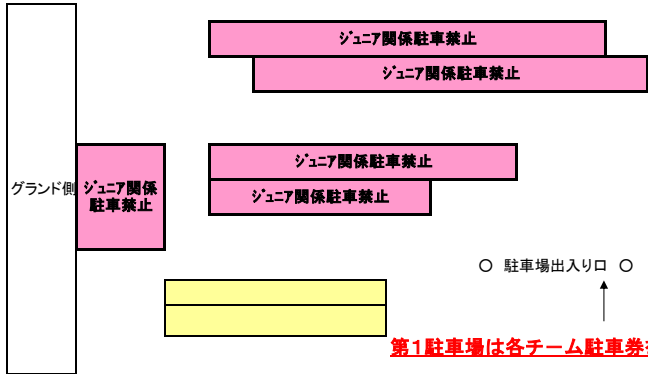 ｼﾞｭﾆｱ関係駐車禁止
ｼﾞｭﾆｱ関係駐車禁止
ｼﾞｭﾆｱ関係駐車禁止
グランド側
ｼﾞｭﾆｱ関係
駐車禁止
ｼﾞｭﾆｱ関係駐車禁止
○ 駐車場出入り口 ○
第１駐車場は各チーム駐車券